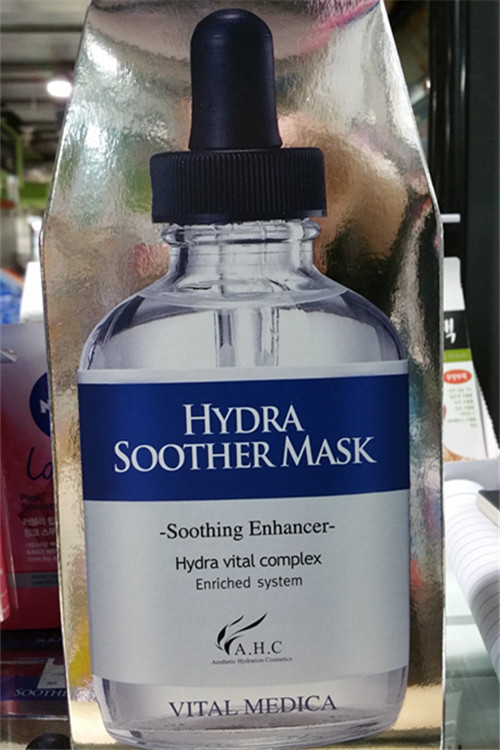 HYDRA
SOOTHER MASK
-Soothing Enhancer-
Hydra vital complex
Enriched system
A.H.C
Aesthetic Hydration Cosmetics
VITAL MEDICA